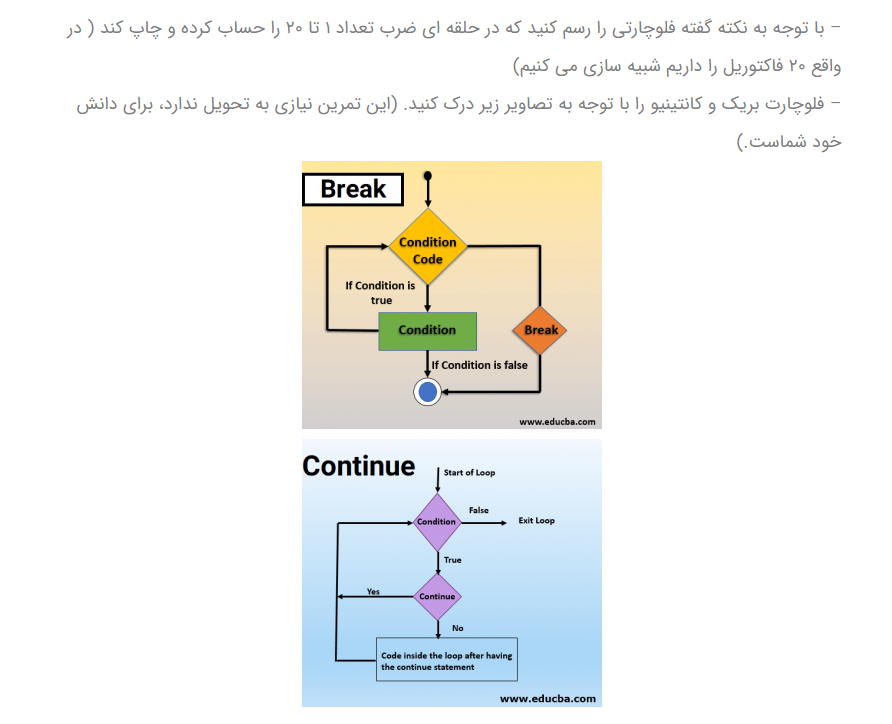 – با توجه به نکته گفته فلوچارتی را رسم کنید که در حلقه ای ضرب تعداد ۱ تا ۲۰ را حساب کرده و چاپ کند ( در
واقع ۲۰ فاکتوریل را داریم شبیه سازی می کنیم)
– فلوچارت بریک و کانتینیو را با توجه به تصاویر زیر درک کنید. (این تمرین نیازی به تحویل ندارد، برای دانش
خود شماست.)
Break
Condition
Code
If Condition is
true
Condition
Break
If Condition is false
www.educba.com
Continue
Start of Loop
False
Condition
Exit Loop
True
Yes
Continue
No
Code inside the loop after having
the continue statement
www.educba.com